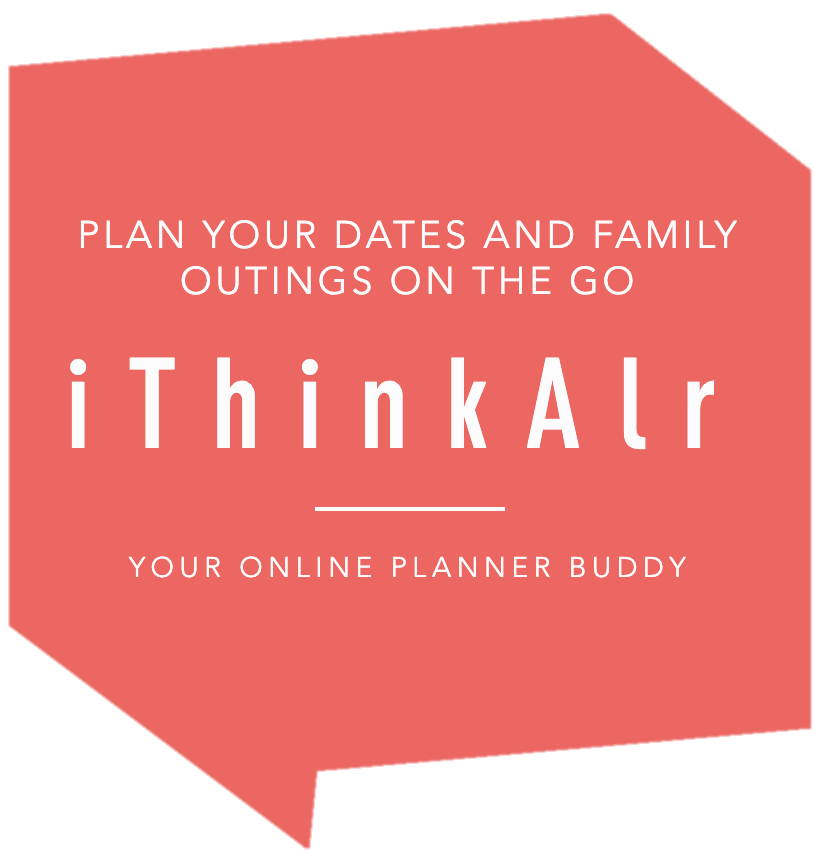 PLAN YOUR DATES AND FAMILY
OUTINGS ON THE GO
iThinkAlr
YOUR ONLINE PLANNER BUDDY